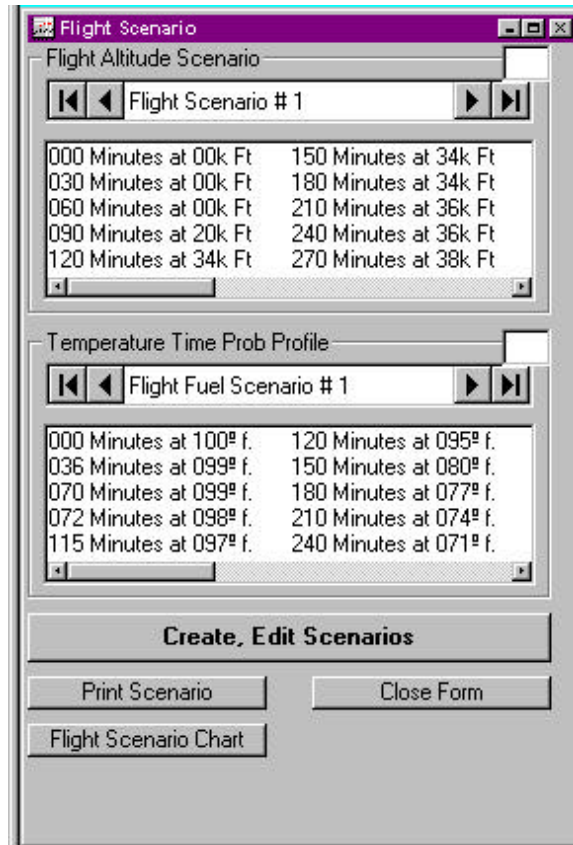 Flight Scenario
Flight Altitude Scenario
Flight Scenario # 1
000 Minutes at 00k Ft 150 Minutes at 34k Ft
030 Minutes at 00k Ft 180 Minutes at 34k Ft
060 Minutes at 00k Ft 210 Minutes at 36k Ft
090 Minutes at 20k Ft 240 Minutes at 36k Ft
120 Minutes at 34k Ft 270 Minutes at 38k Ft
Temperature Time Prob Profile
Flight Fuel Scenario # 1
000 Minutes at 100º f. 120 Minutes at 095º f.
036 Minutes at 099º f. 150 Minutes at 080º f.
070 Minutes at 099º f. 180 Minutes at 077º f.
072 Minutes at 098º f. 210 Minutes at 074º f.
115 Minutes at 097º f. 240 Minutes at 071º f.
Create, Edit Scenarios
Print Scenario Close Form
Flight Scenario Chart